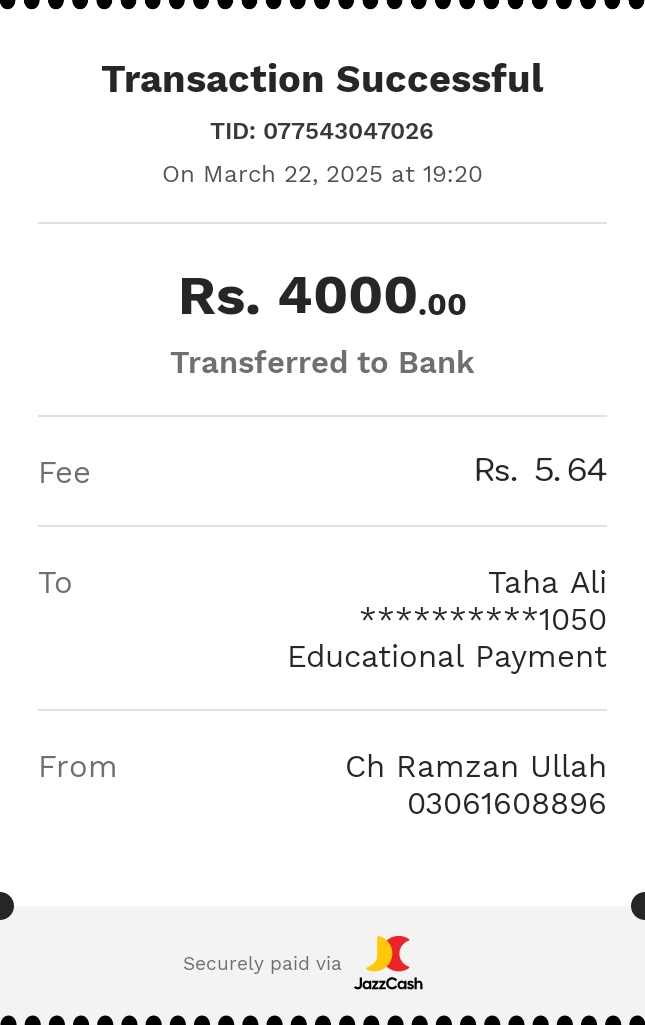 Transaction Successful
TID: 077543047026
On March 22, 2025 at 19:20
Rs. 4000.00
Transferred to Bank
Fee Rs. 5.64
To Taha Ali
**********1050
Educational Payment
From Ch Ramzan Ullah
03061608896
Securely paid via JazzCash